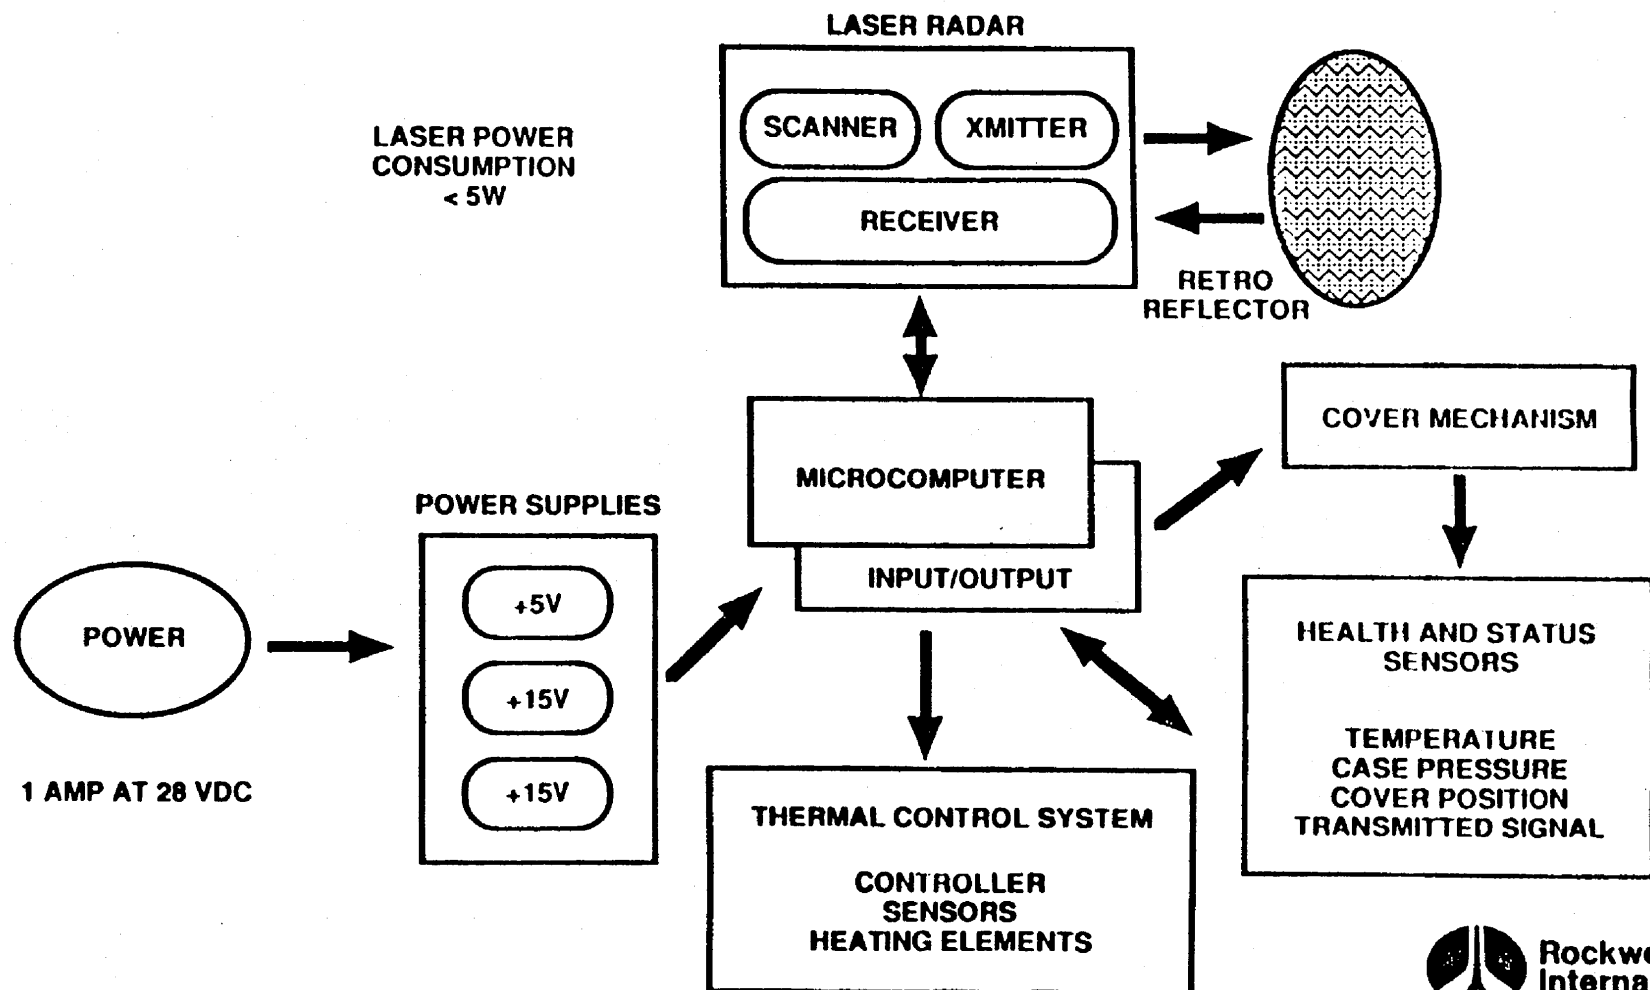 LASER RADAR
LASER POWER
CONSUMPTION
< 5W
SCANNER
XMITTER
RECEIVER
RETRO
REFLECTOR
MICROCOMPUTER
INPUT/OUTPUT
COVER MECHANISM
POWER SUPPLIES
+5V
+15V
+15V
POWER
1 AMP AT 28 VDC
HEALTH AND STATUS
SENSORS
TEMPERATURE
CASE PRESSURE
COVER POSITION
TRANSMITTED SIGNAL
THERMAL CONTROL SYSTEM
CONTROLLER
SENSORS
HEATING ELEMENTS
Rockwe
Interna